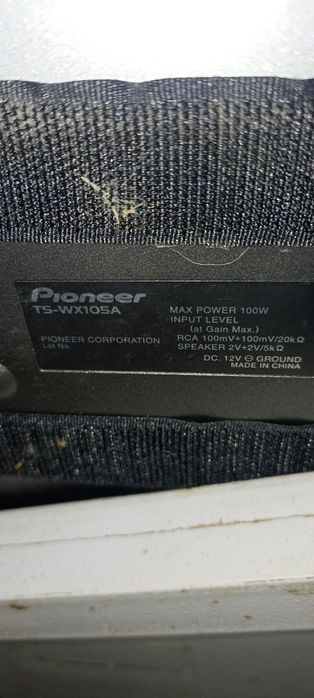 Pioneer
TS-WX105A
MAX POWER 100W
INPUT LEVEL
(at Gain Max.)
PIONEER CORPORATION
RCA 100mV+100mV/20kΩ
Lot No.
SPEAKER 2V+2V/5kΩ
DC, 12V ⊖ GROUND
MADE IN CHINA